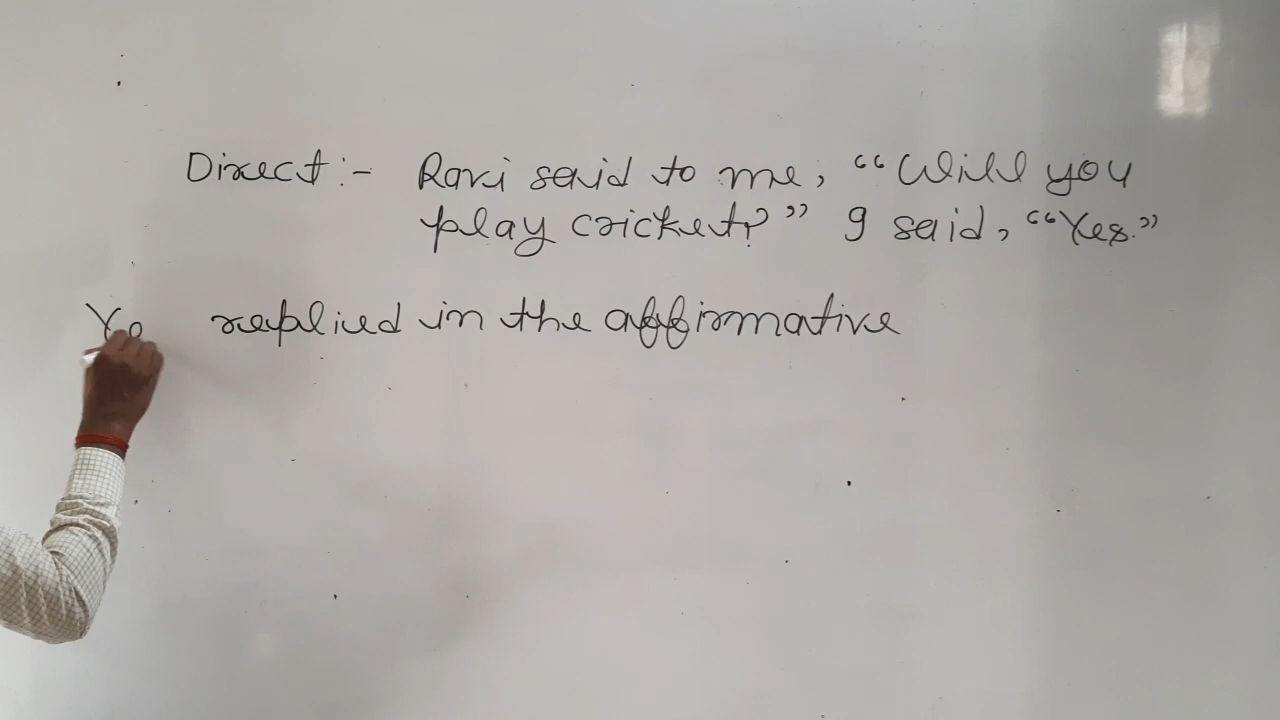 Direct :- Ravi said to me, "Will you
play cricket?" I said, "Yes."
replied in the affirmative